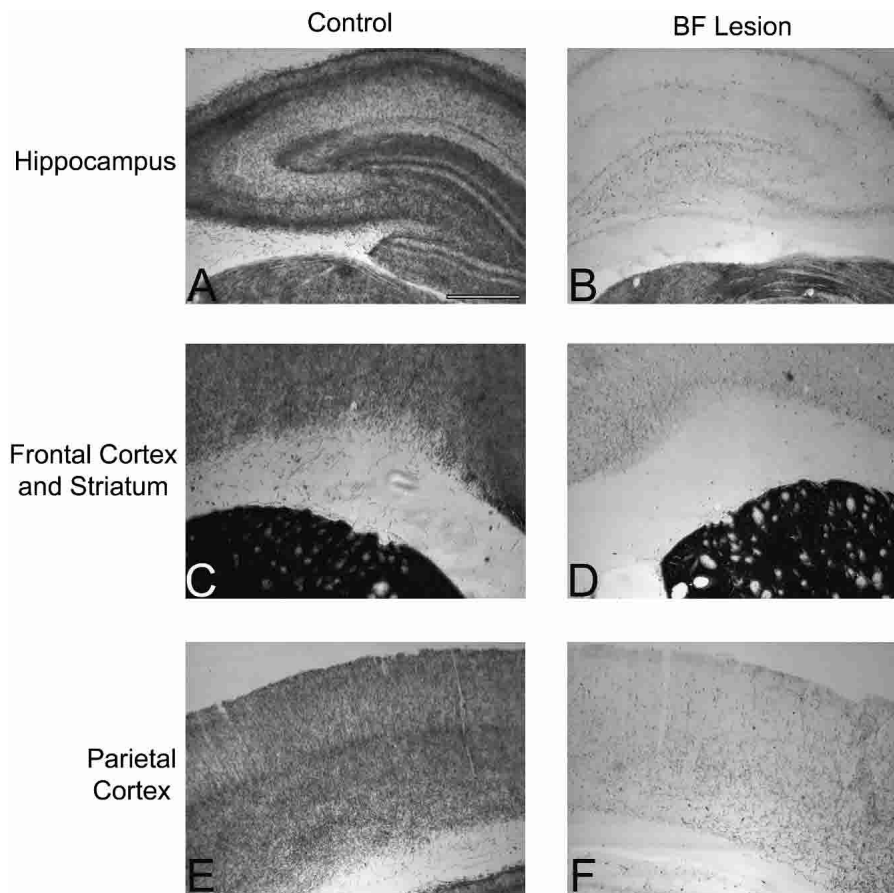 Control
BF Lesion
Hippocampus
A
B
Frontal Cortex
and Striatum
C
D
Parietal
Cortex
E
F